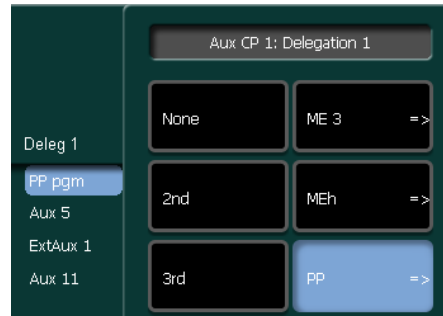 Aux CP 1: Delegation 1
Deleg 1
PP pgm
Aux 5
ExtAux 1
Aux 11
None
ME 3 =>
2nd
MEh =>
3rd
PP =>